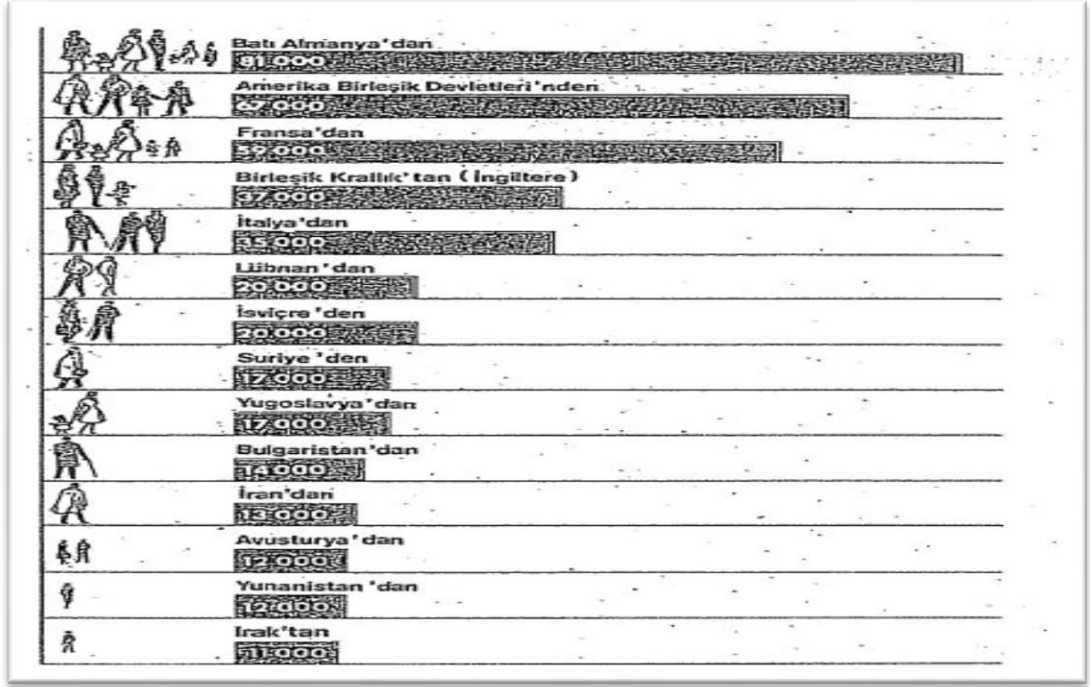 Batı Almanya'dan
81.000
Amerika Birleşik Devletleri'nden
67.000
Fransa'dan
59.000
Birleşik Krallık'tan (İngiltere)
37.000
İtalya'dan
35.000
Lübnan'dan
20.000
İsviçre'den
20.000
Suriye'den
17.000
Yugoslavya'dan
17.000
Bulgaristan'dan
14.000
İran'dan
13.000
Avusturya'dan
12.000
Yunanistan'dan
12.000
Irak'tan
11.000